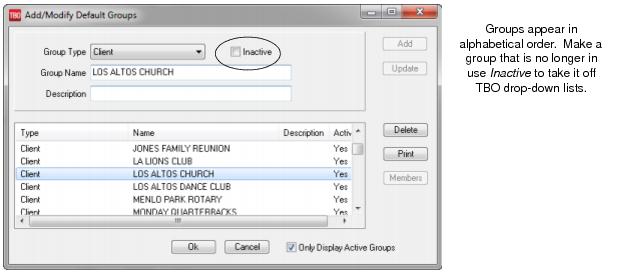 TBO Add/Modify Default Groups
Group Type Client Inactive Add
Group Name LOS ALTOS CHURCH Update
Description
Type Name Description Activ
Client JONES FAMILY REUNION Yes
Client LA LIONS CLUB Yes
Client LOS ALTOS CHURCH Yes
Client LOS ALTOS DANCE CLUB Yes
Client MENLO PARK ROTARY Yes
Client MONDAY QUARTERBACKS Yes
Delete
Print
Members
Ok Cancel Only Display Active Groups
Groups appear in
alphabetical order. Make a
group that is no longer in
use Inactive to take it off
TBO drop-down lists.